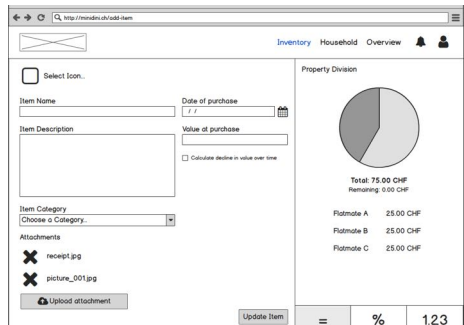 http://minidini.ch/add-item
Inventory Household Overview
Select Icon..
Property Division
Item Name
Date of purchase
/ /
Item Description
Value at purchase
Calculate decline in value over time
Total: 75.00 CHF
Remaining: 0.00 CHF
Item Category
Choose a Category..
Flatmate A 25.00 CHF
Flatmate B 25.00 CHF
Flatmate C 25.00 CHF
Attachments
receipt.jpg
picture_001.jpg
Upload attachment
Update Item
= % 1.23